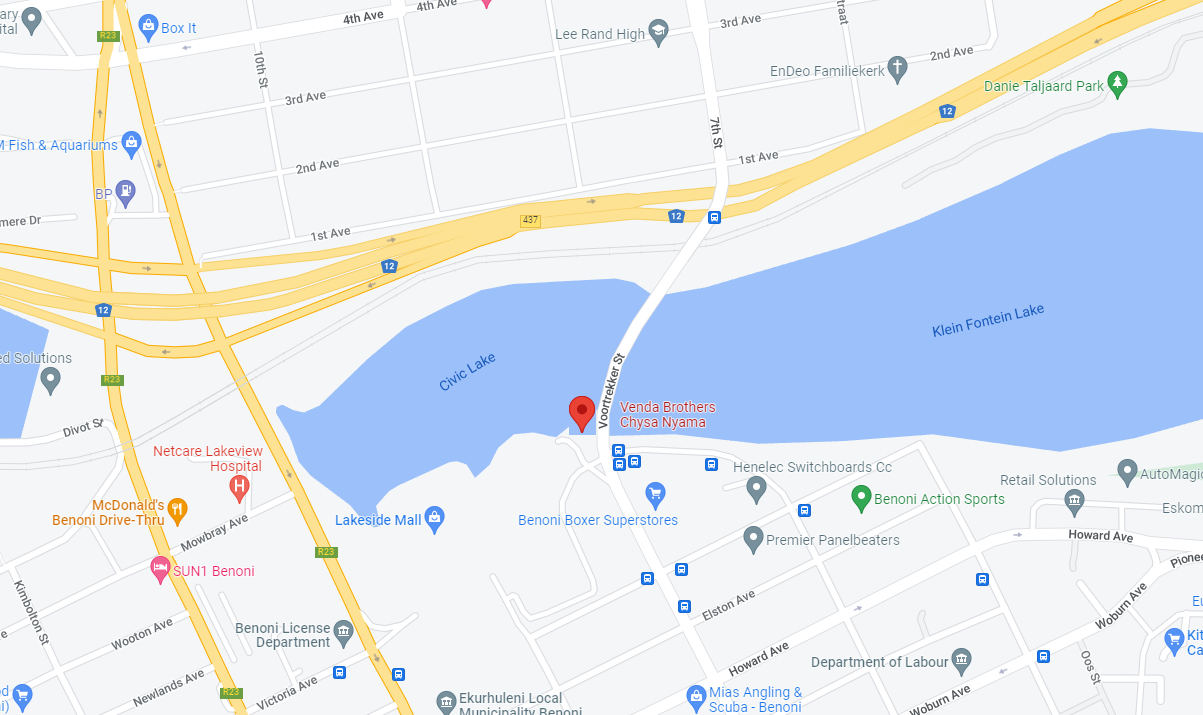 4th Ave
4th Ave
3rd Ave
ary
ital
Box It
R23
Lee Rand High
traat
10th St
2nd Ave
EnDeo Familiekerk
Danie Taljaard Park
3rd Ave
12
7th St
M Fish & Aquariums
1st Ave
2nd Ave
BP
mere Dr
437
12
1st Ave
12
12
Klein Fontein Lake
ed Solutions
Civic Lake
R23
Voortrekker St
Venda Brothers
Chysa Nyama
Divot St
Netcare Lakeview
Hospital
Henelec Switchboards Cc
Retail Solutions
AutoMagic
McDonald's
Benoni Drive-Thru
Lakeside Mall
Benoni Boxer Superstores
Benoni Action Sports
Eskom
Mowbray Ave
Premier Panelbeaters
Howard Ave
R23
Pionee
SUN1 Benoni
Kimbolton St
Elston Ave
Woburn Ave
Eu
Wooton Ave
e
Benoni License
Department
Kit
Ca
Howard Ave
Department of Labour
Oos St
Newlands Ave
R23
Victoria Ave
od
ni)
Ekurhuleni Local
Municipality Benoni
Mias Angling &
Scuba - Benoni
Woburn Ave